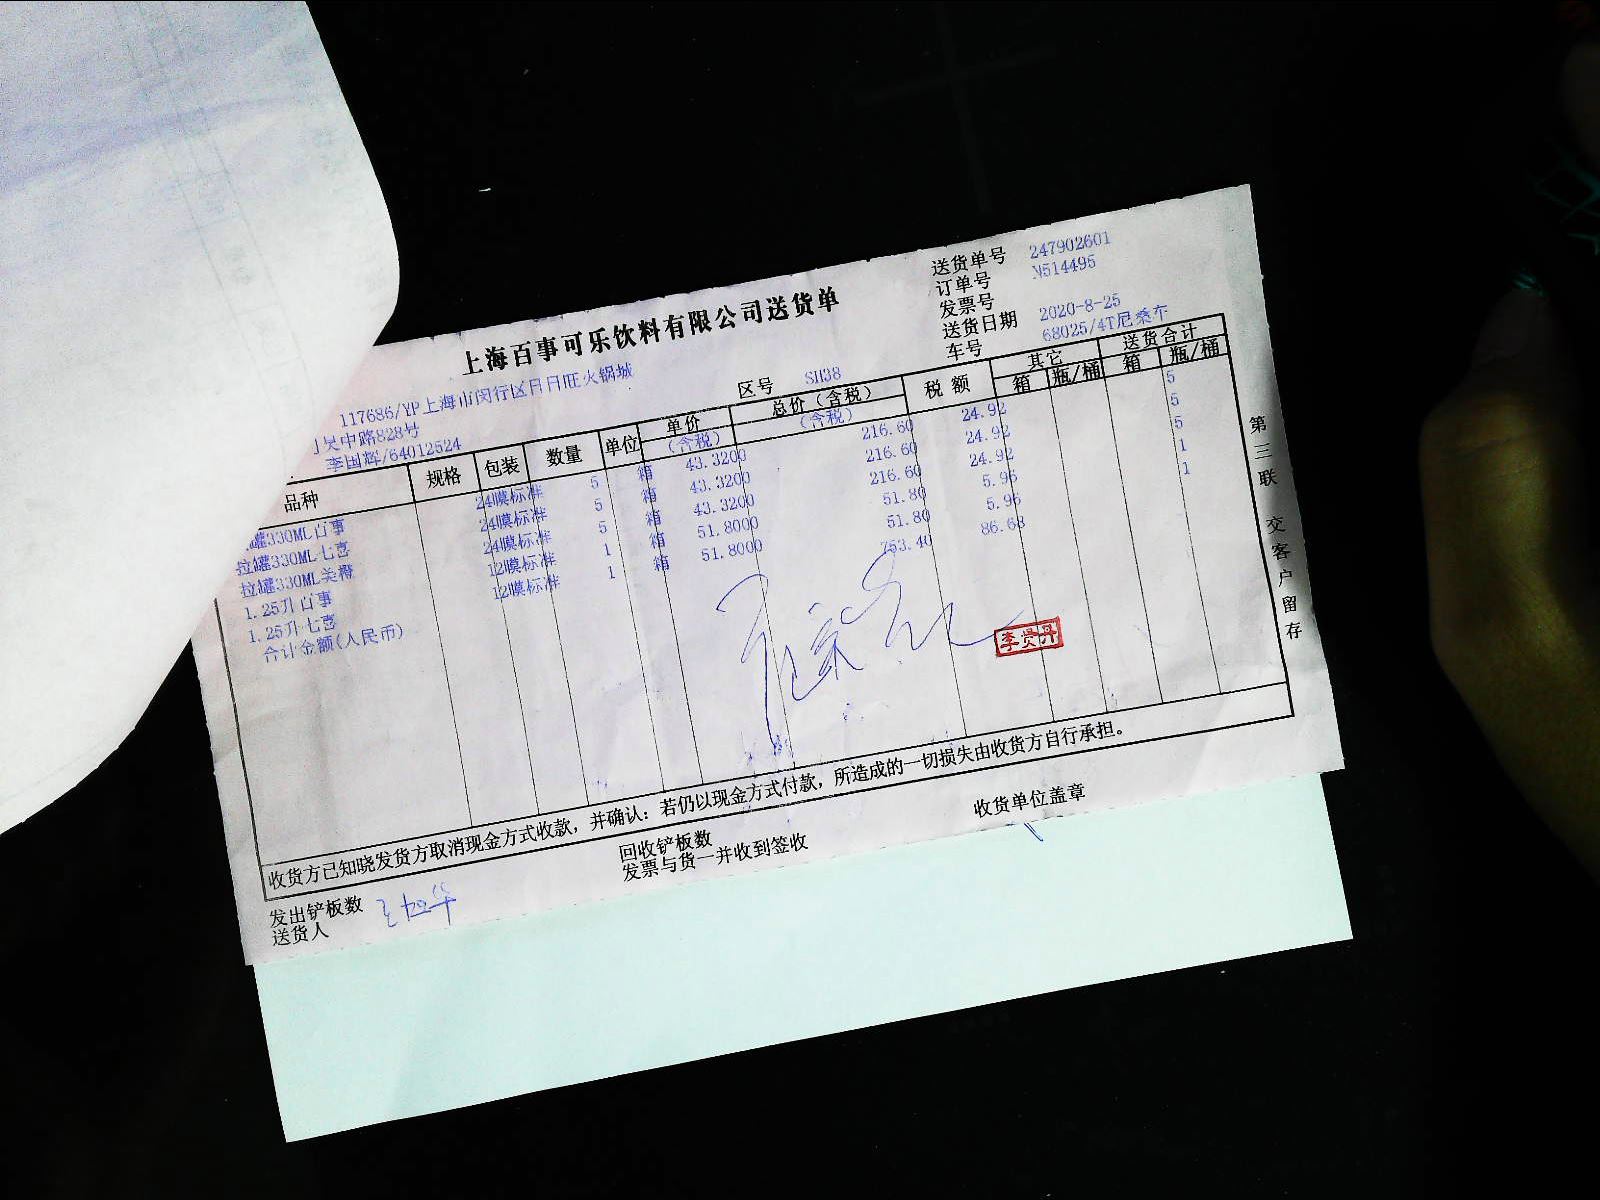 上海百事可乐饮料有限公司送货单
送货单号 247902601
订单号 N514495
发票号
送货日期 2020-8-25
车号 68025/4T尼桑车
117686/YP上海市闵行区日日旺火锅城
吴中路828号
李国辉/64012524
区号 SH38
品种 规格 包装 数量 单位 单价(含税) 总价(含税) 税额 其它 箱 瓶/桶 送货合计 箱 瓶/桶
(含税)
罐330ML百事 24膜标准 5 箱 43.3200 216.60 24.92 5
拉罐330ML七喜 24膜标准 5 箱 43.3200 216.60 24.92 5
拉罐330ML美橙 24膜标准 5 箱 43.3200 216.60 24.92 5
1.25升百事 12膜标准 1 箱 51.8000 51.80 5.96 1
1.25升七喜 12膜标准 1 箱 51.8000 51.80 5.96 1
合计金额(人民币) 753.40 86.68
李贤丹
第三联 交客户留存
收货方已知晓发货方取消现金方式收款，并确认：若仍以现金方式付款，所造成的一切损失由收货方自行承担。
发出铲板数 回收铲板数 收货单位盖章
送货人 发票与货一并收到签收